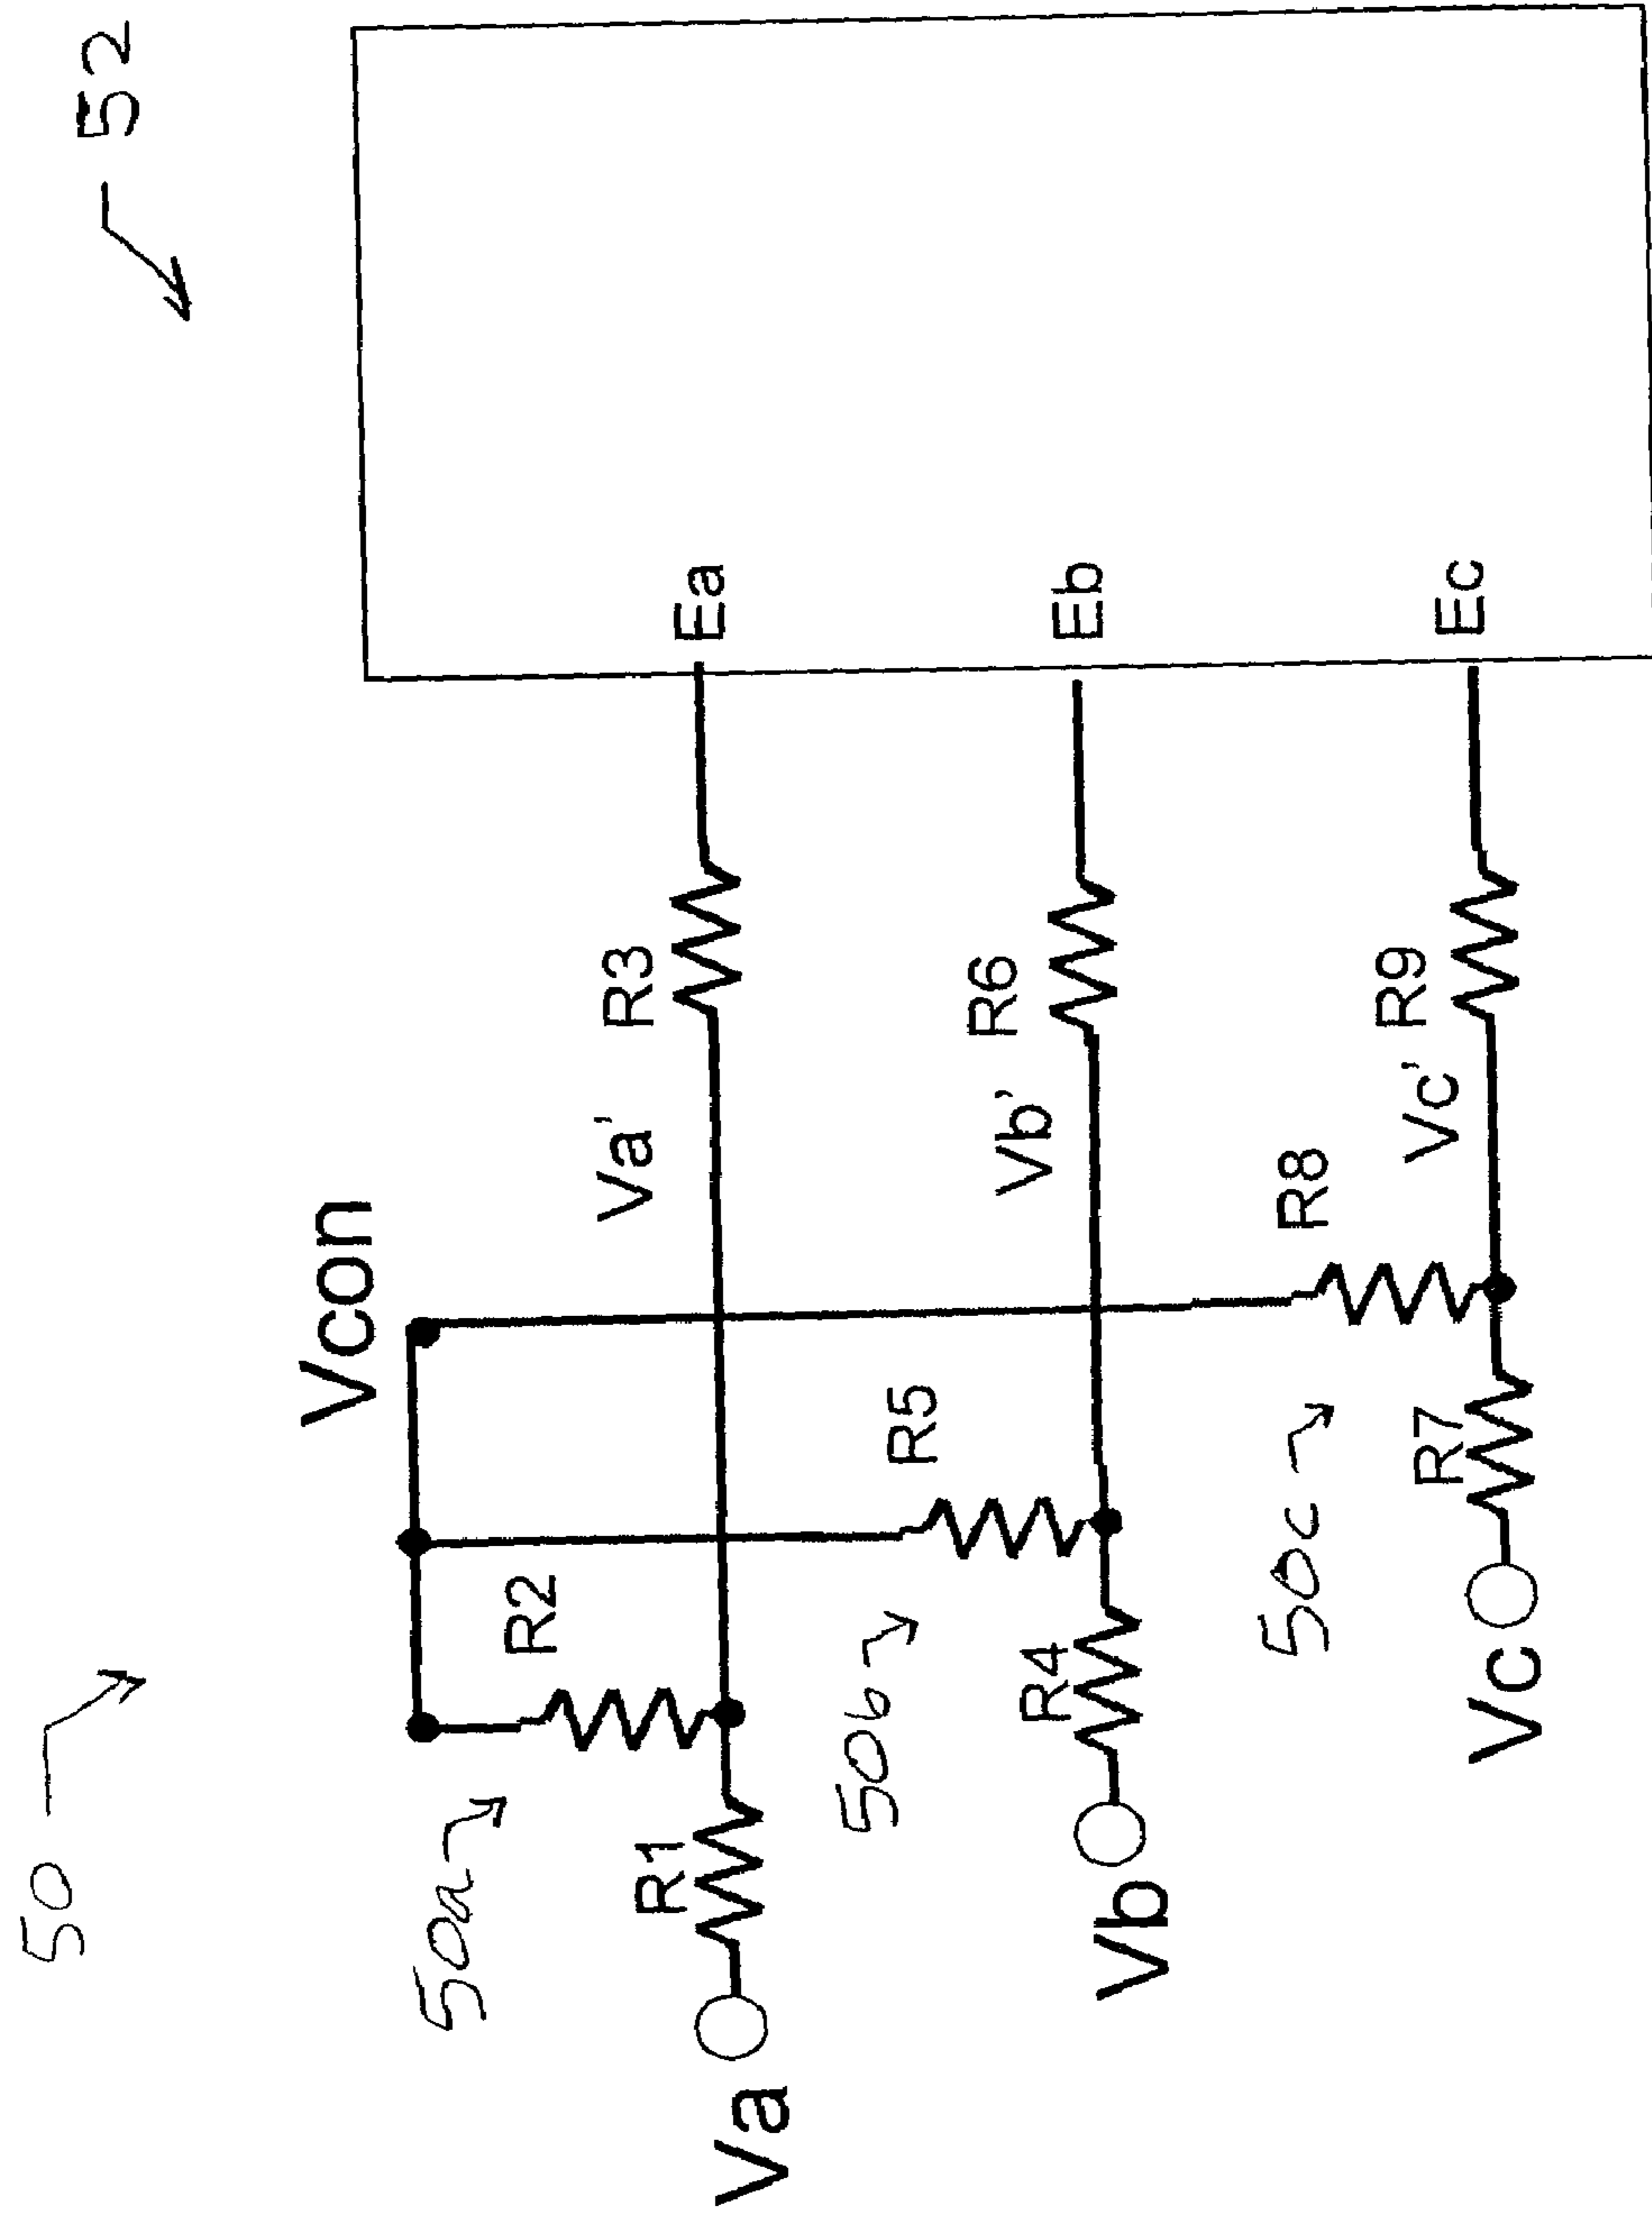 50
52
Vcon
50a
R2
R1
Va
Va'
R3
Ea
50b
R5
R4
Vb
Vb'
R6
Eb
50c
R8
R7
Vc
Vc'
R9
Ec